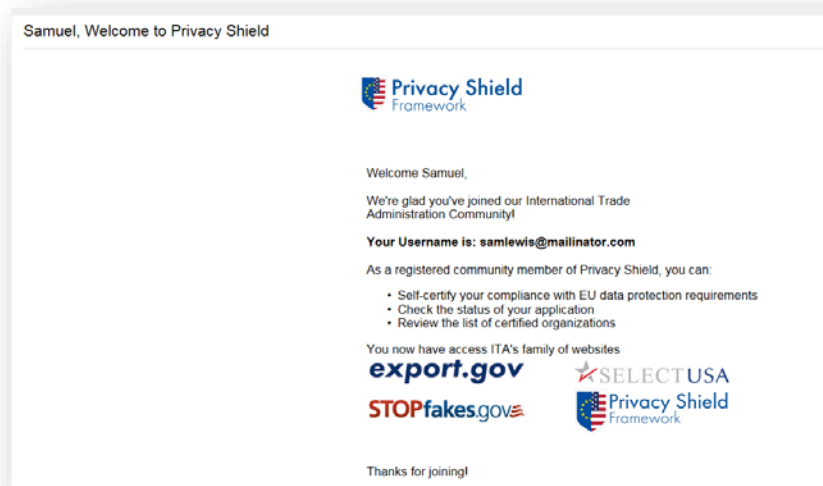 Samuel, Welcome to Privacy Shield
Privacy Shield
Framework
Welcome Samuel,
We're glad you've joined our International Trade
Administration Community!
Your Username is: samlewis@mailinator.com
As a registered community member of Privacy Shield, you can:
• Self-certify your compliance with EU data protection requirements
• Check the status of your application
• Review the list of certified organizations
You now have access ITA's family of websites
export.gov SELECTUSA
STOPfakes.gov Privacy Shield
Framework
Thanks for joining!